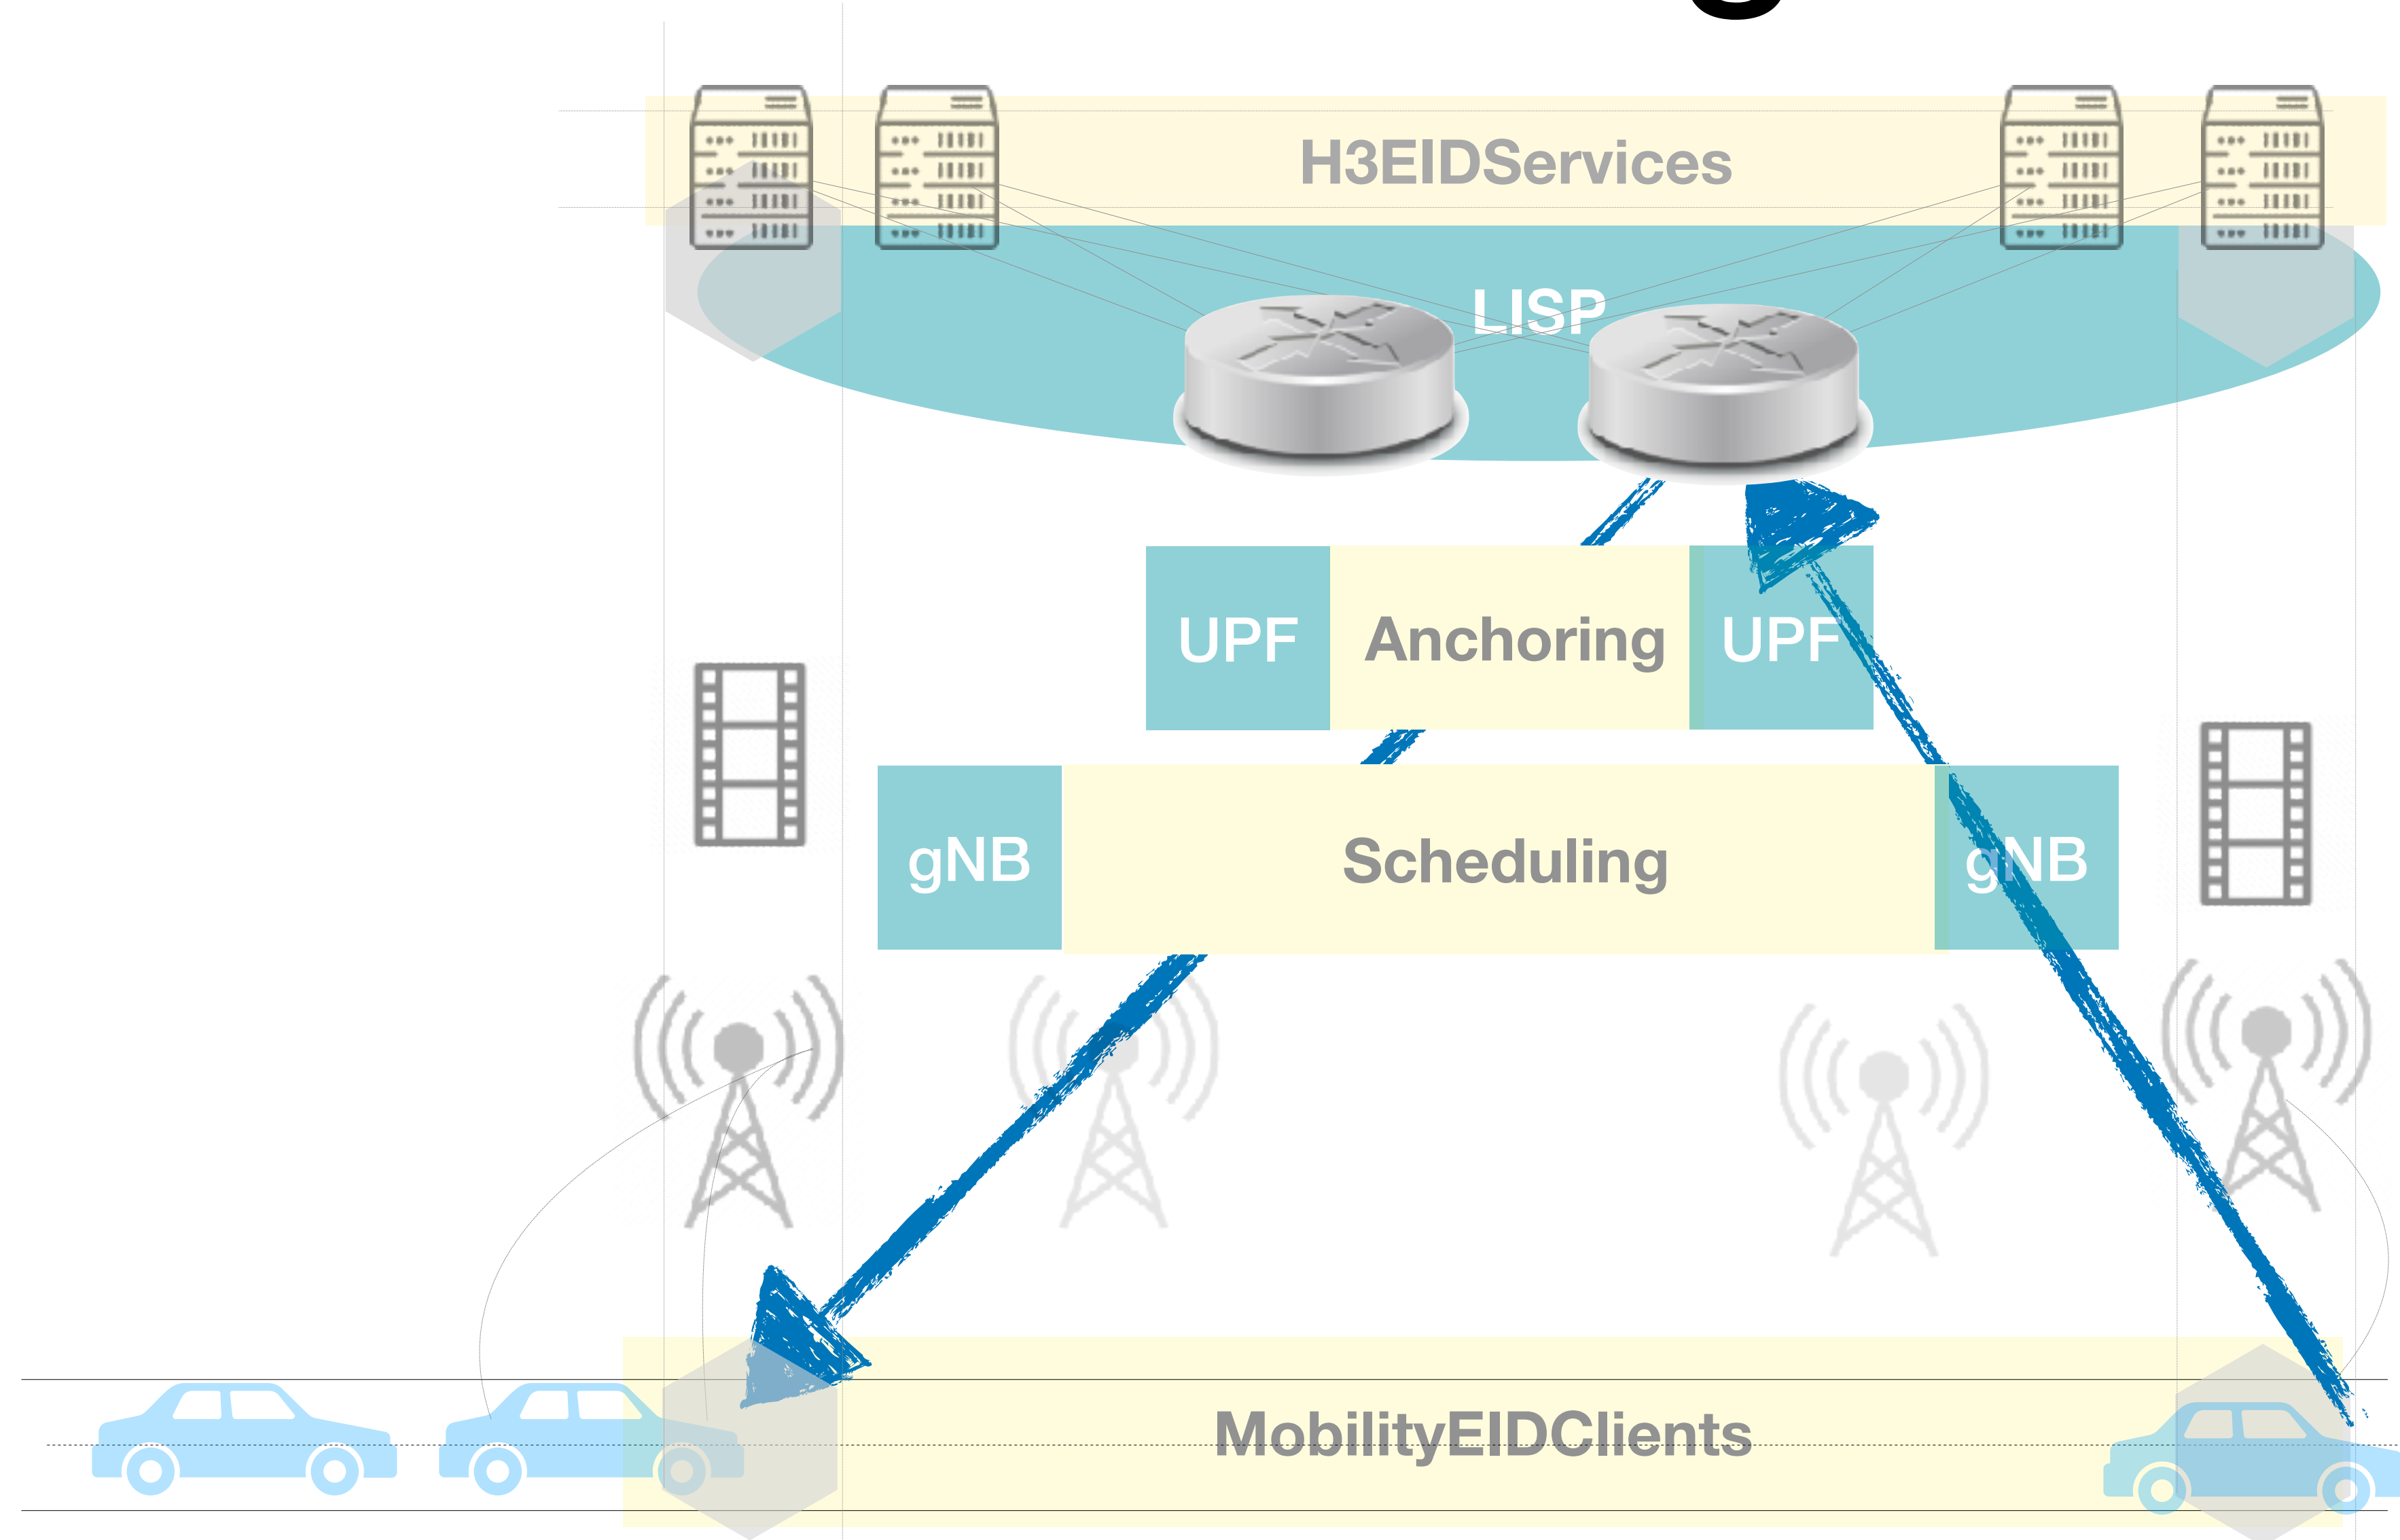 H3EIDServices
LISP
UPF Anchoring UPF
gNB Scheduling gNB
MobilityEIDClients